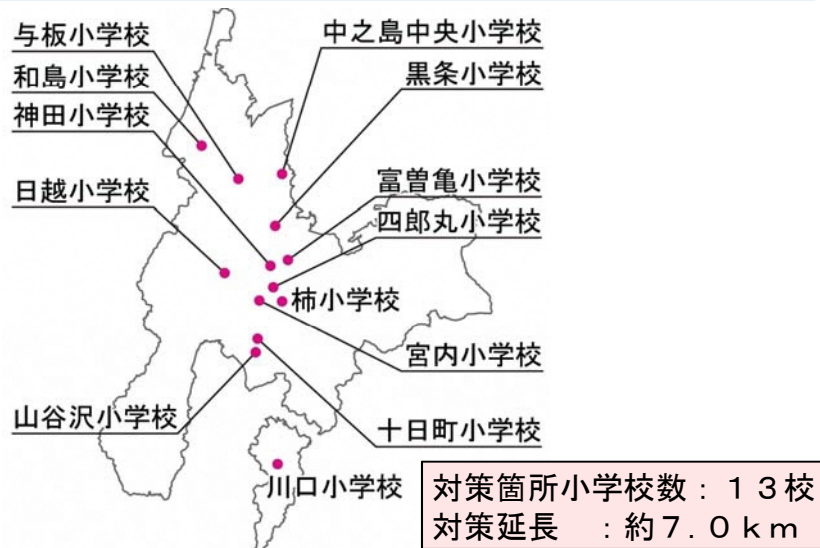 与板小学校
和島小学校
神田小学校
日越小学校
中之島中央小学校
黒条小学校
富曽亀小学校
四郎丸小学校
柿小学校
宮内小学校
山谷沢小学校
十日町小学校
川口小学校
対策箇所小学校数：１３校
対策延長　：約７．０ｋｍ